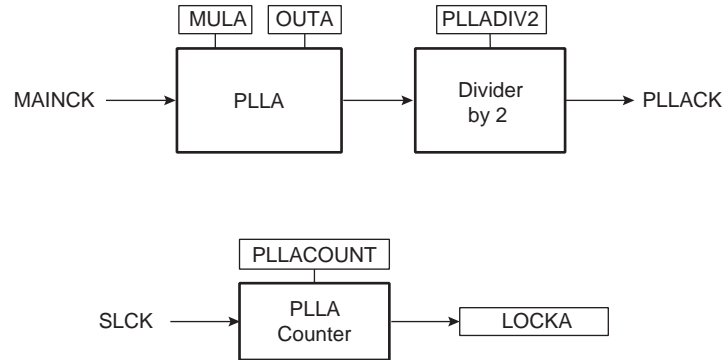 MULA OUTA PLLADIV2
MAINCK PLLA Divider
by 2 PLLACK
PLLACOUNT
SLCK PLLA
Counter LOCKA